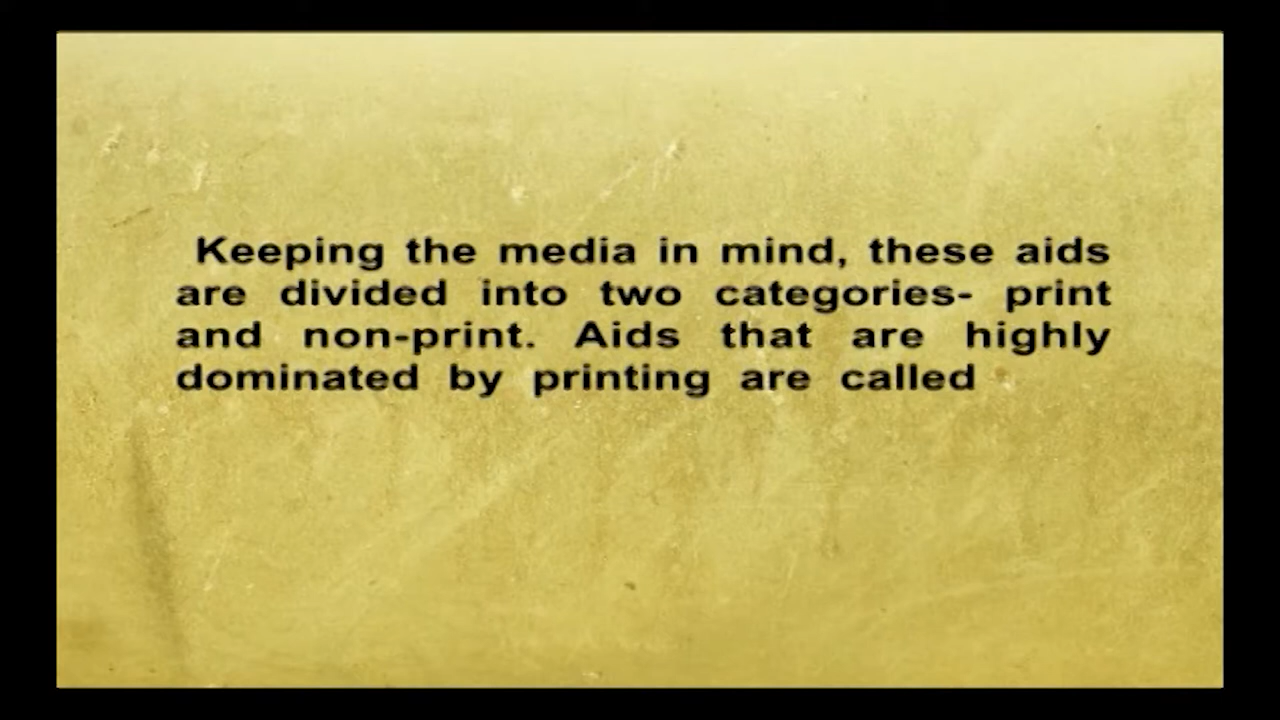 Keeping the media in mind, these aids
are divided into two categories- print
and non-print. Aids that are highly
dominated by printing are called